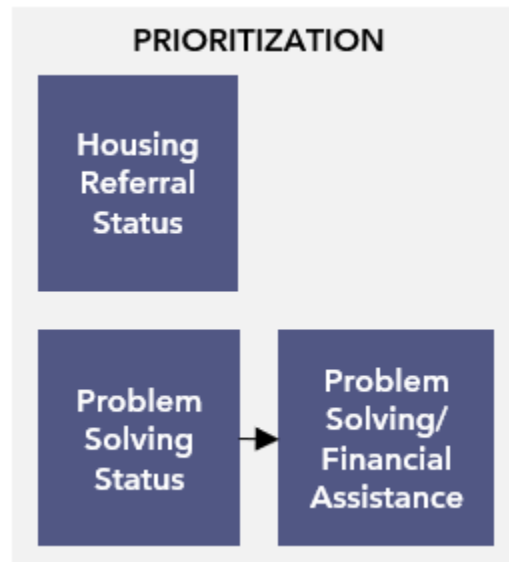 PRIORITIZATION
Housing
Referral
Status
Problem
Solving
Status
Problem
Solving/
Financial
Assistance